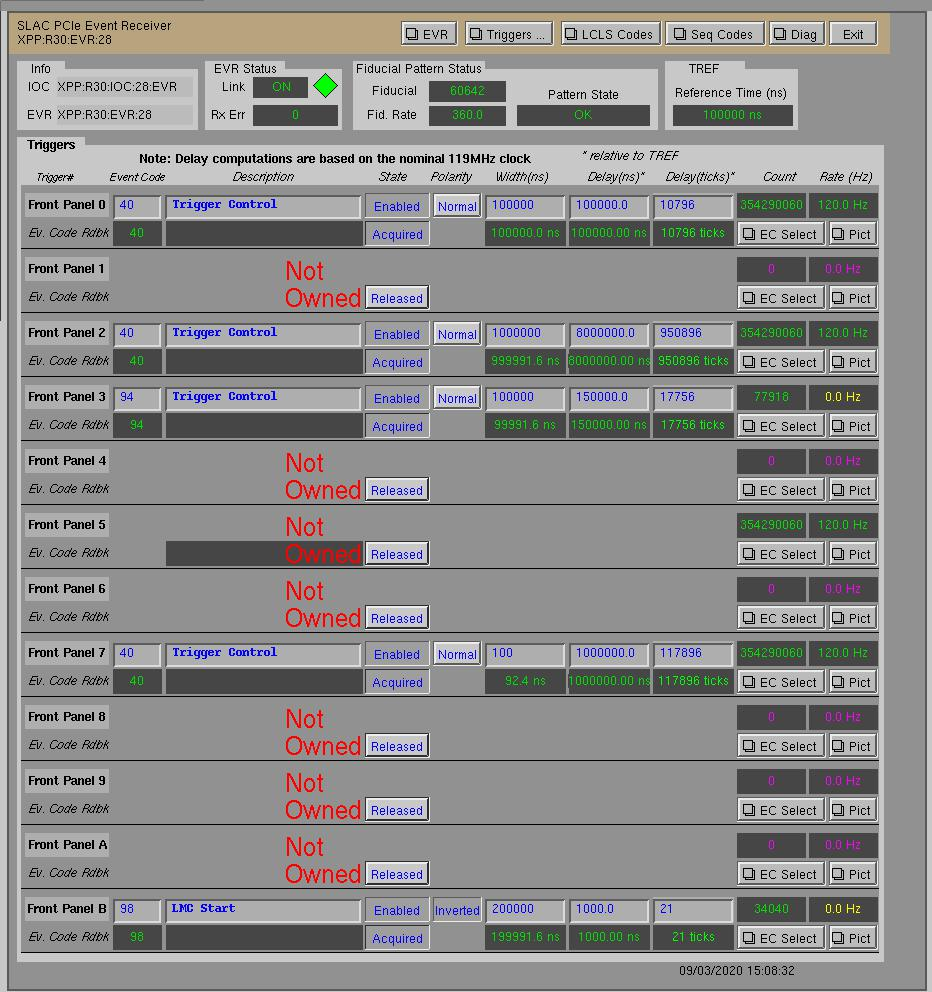 SLAC PCIe Event Receiver
XPP:R30:EVR:28
EVR Triggers ... LCLS Codes Seq Codes Diag Exit
Info EVR Status Fiducial Pattern Status TREF
IOC XPP:R30:IOC:28:EVR Link ON Fiducial 60642 Pattern State Reference Time (ns)
EVR XPP:R30:EVR:28 Rx Err 0 Fid. Rate 360.0 OK 100000 ns
Triggers
Note: Delay computations are based on the nominal 119MHz clock * relative to TREF
Trigger# Event Code Description State Polarity Width(ns) Delay(ns)* Delay(ticks)* Count Rate (Hz)
Front Panel 0 40 Trigger Control Enabled Normal 100000 100000.0 10796 354290060 120.0 Hz
Ev. Code Rdbk 40 Acquired 100000.0 ns 100000.00 ns 10796 ticks EC Select Pict
Front Panel 1 Not 0 0.0 Hz
Ev. Code Rdbk Owned Released EC Select Pict
Front Panel 2 40 Trigger Control Enabled Normal 1000000 8000000.0 950896 354290060 120.0 Hz
Ev. Code Rdbk 40 Acquired 999991.6 ns 8000000.00 ns 950896 ticks EC Select Pict
Front Panel 3 94 Trigger Control Enabled Normal 100000 150000.0 17756 77918 0.0 Hz
Ev. Code Rdbk 94 Acquired 99991.6 ns 150000.00 ns 17756 ticks EC Select Pict
Front Panel 4 Not 0 0.0 Hz
Ev. Code Rdbk Owned Released EC Select Pict
Front Panel 5 Not 354290060 120.0 Hz
Ev. Code Rdbk Owned Released EC Select Pict
Front Panel 6 Not 0 0.0 Hz
Ev. Code Rdbk Owned Released EC Select Pict
Front Panel 7 40 Trigger Control Enabled Normal 100 1000000.0 117896 354290060 120.0 Hz
Ev. Code Rdbk 40 Acquired 92.4 ns 1000000.00 ns 117896 ticks EC Select Pict
Front Panel 8 Not 0 0.0 Hz
Ev. Code Rdbk Owned Released EC Select Pict
Front Panel 9 Not 0 0.0 Hz
Ev. Code Rdbk Owned Released EC Select Pict
Front Panel A Not 0 0.0 Hz
Ev. Code Rdbk Owned Released EC Select Pict
Front Panel B 98 LMC Start Enabled Inverted 200000 1000.0 21 34040 0.0 Hz
Ev. Code Rdbk 98 Acquired 199991.6 ns 1000.00 ns 21 ticks EC Select Pict
09/03/2020 15:08:32